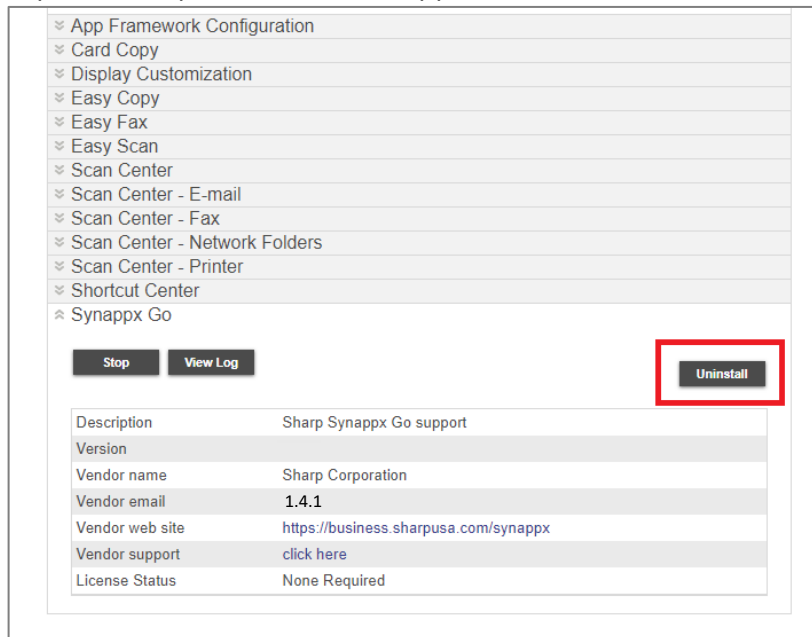 App Framework Configuration
Card Copy
Display Customization
Easy Copy
Easy Fax
Easy Scan
Scan Center
Scan Center - E-mail
Scan Center - Fax
Scan Center - Network Folders
Scan Center - Printer
Shortcut Center
Synappx Go
Stop View Log Uninstall
Description Sharp Synappx Go support
Version
Vendor name Sharp Corporation
Vendor email 1.4.1
Vendor web site https://business.sharpusa.com/synappx
Vendor support click here
License Status None Required